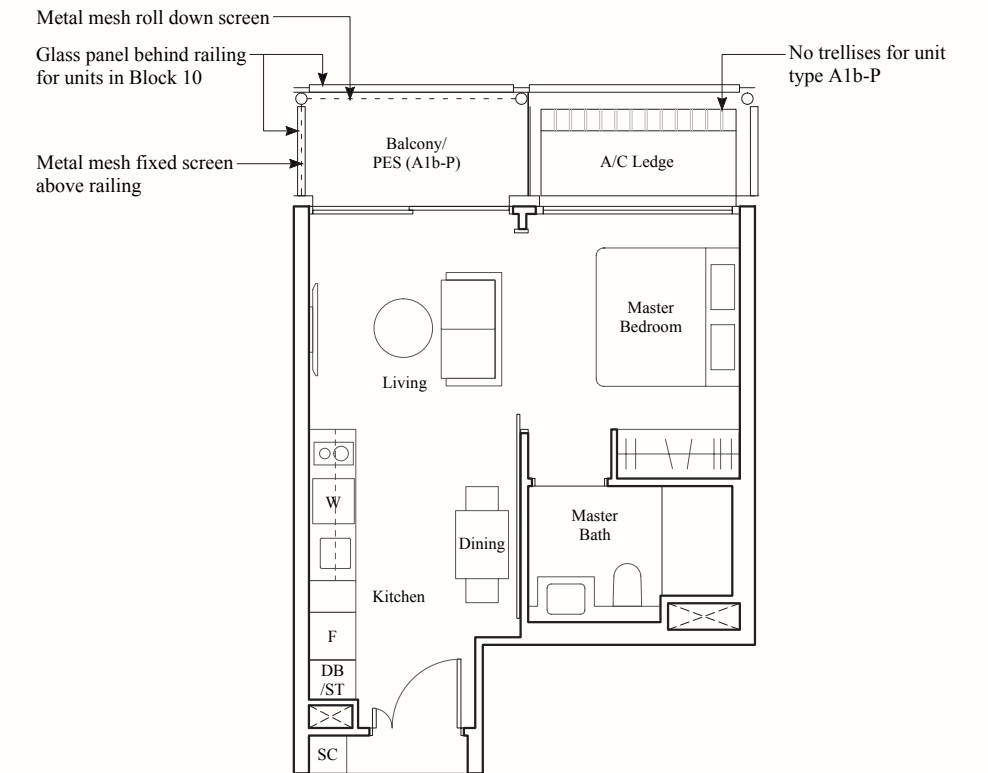 Metal mesh roll down screen
Glass panel behind railing
for units in Block 10
No trellises for unit
type A1b-P
Metal mesh fixed screen
above railing
Balcony/
PES (A1b-P)
A/C Ledge
Master
Bedroom
Living
W
Master
Bath
Dining
Kitchen
F
DB
/ST
SC